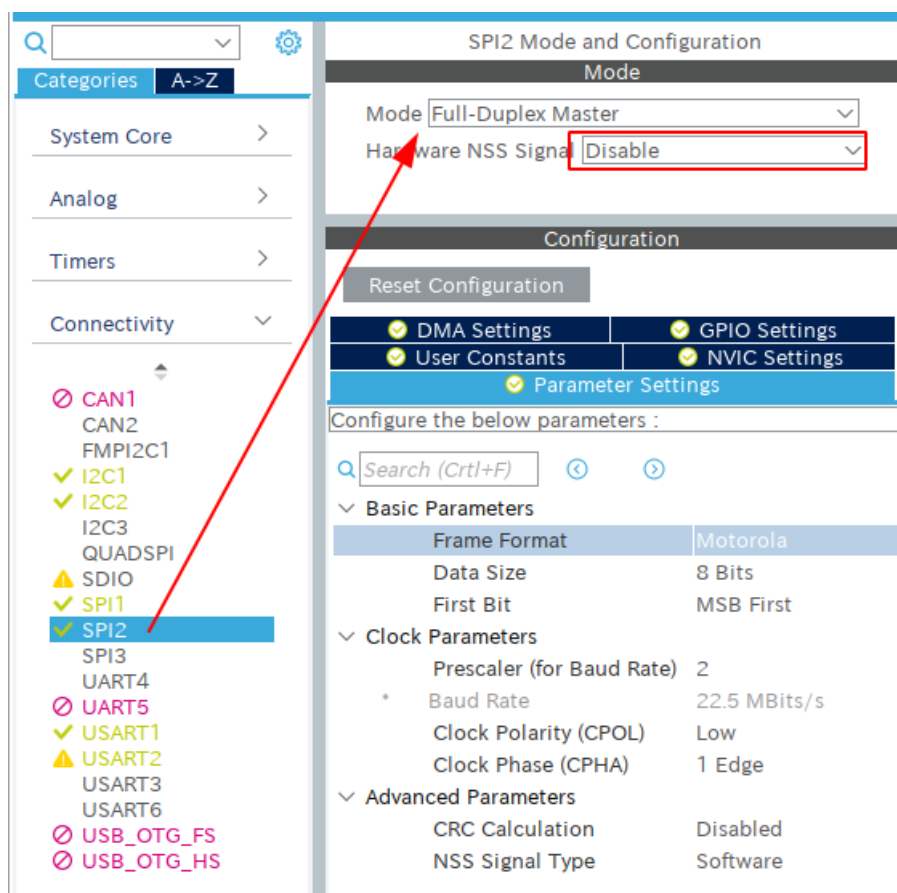 Categories A->Z
System Core
Analog
Timers
Connectivity
CAN1
CAN2
FMPI2C1
I2C1
I2C2
I2C3
QUADSPI
SDIO
SPI1
SPI2
SPI3
UART4
UART5
USART1
USART2
USART3
USART6
USB_OTG_FS
USB_OTG_HS
SPI2 Mode and Configuration
Mode
Mode Full-Duplex Master
Hardware NSS Signal Disable
Configuration
Reset Configuration
DMA Settings GPIO Settings
User Constants NVIC Settings
Parameter Settings
Configure the below parameters :
Search (Crtl+F)
Basic Parameters
Frame Format Motorola
Data Size 8 Bits
First Bit MSB First
Clock Parameters
Prescaler (for Baud Rate) 2
* Baud Rate 22.5 MBits/s
Clock Polarity (CPOL) Low
Clock Phase (CPHA) 1 Edge
Advanced Parameters
CRC Calculation Disabled
NSS Signal Type Software